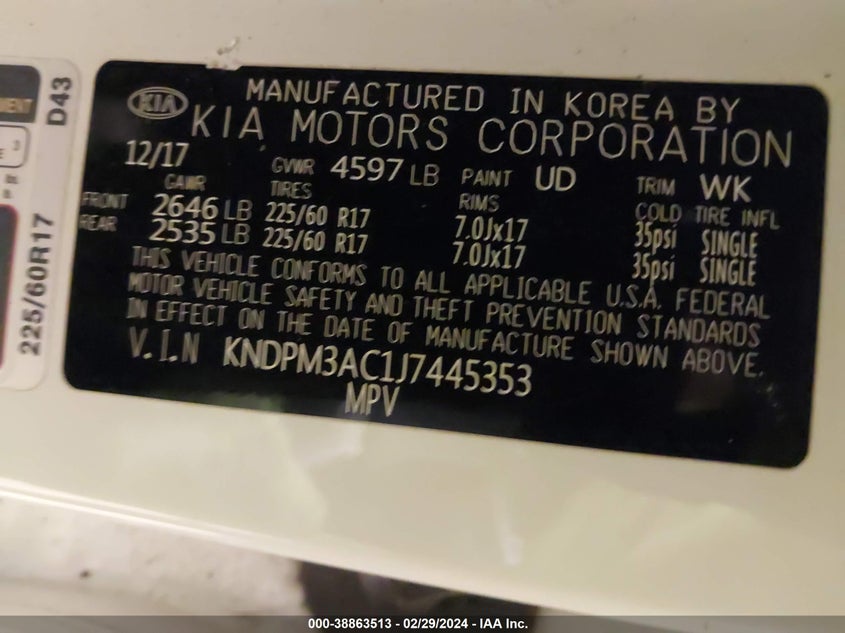 MENT
D43
3
225/60R17
KIA
MANUFACTURED IN KOREA BY
KIA MOTORS CORPORATION
12/17 GVWR 4597 LB PAINT UD TRIM WK
GAWR TIRES RIMS COLD TIRE INFL
FRONT 2646 LB 225/60 R17 7.0Jx17 35psi SINGLE
REAR 2535 LB 225/60 R17 7.0Jx17 35psi SINGLE
THIS VEHICLE CONFORMS TO ALL APPLICABLE U.S.A. FEDERAL
MOTOR VEHICLE SAFETY AND THEFT PREVENTION STANDARDS
IN EFFECT ON THE DATE OF MANUFACTURE SHOWN ABOVE.
V.I.N KNDPM3AC1J7445353
MPV
000-38863513 - 02/29/2024 - IAA Inc.